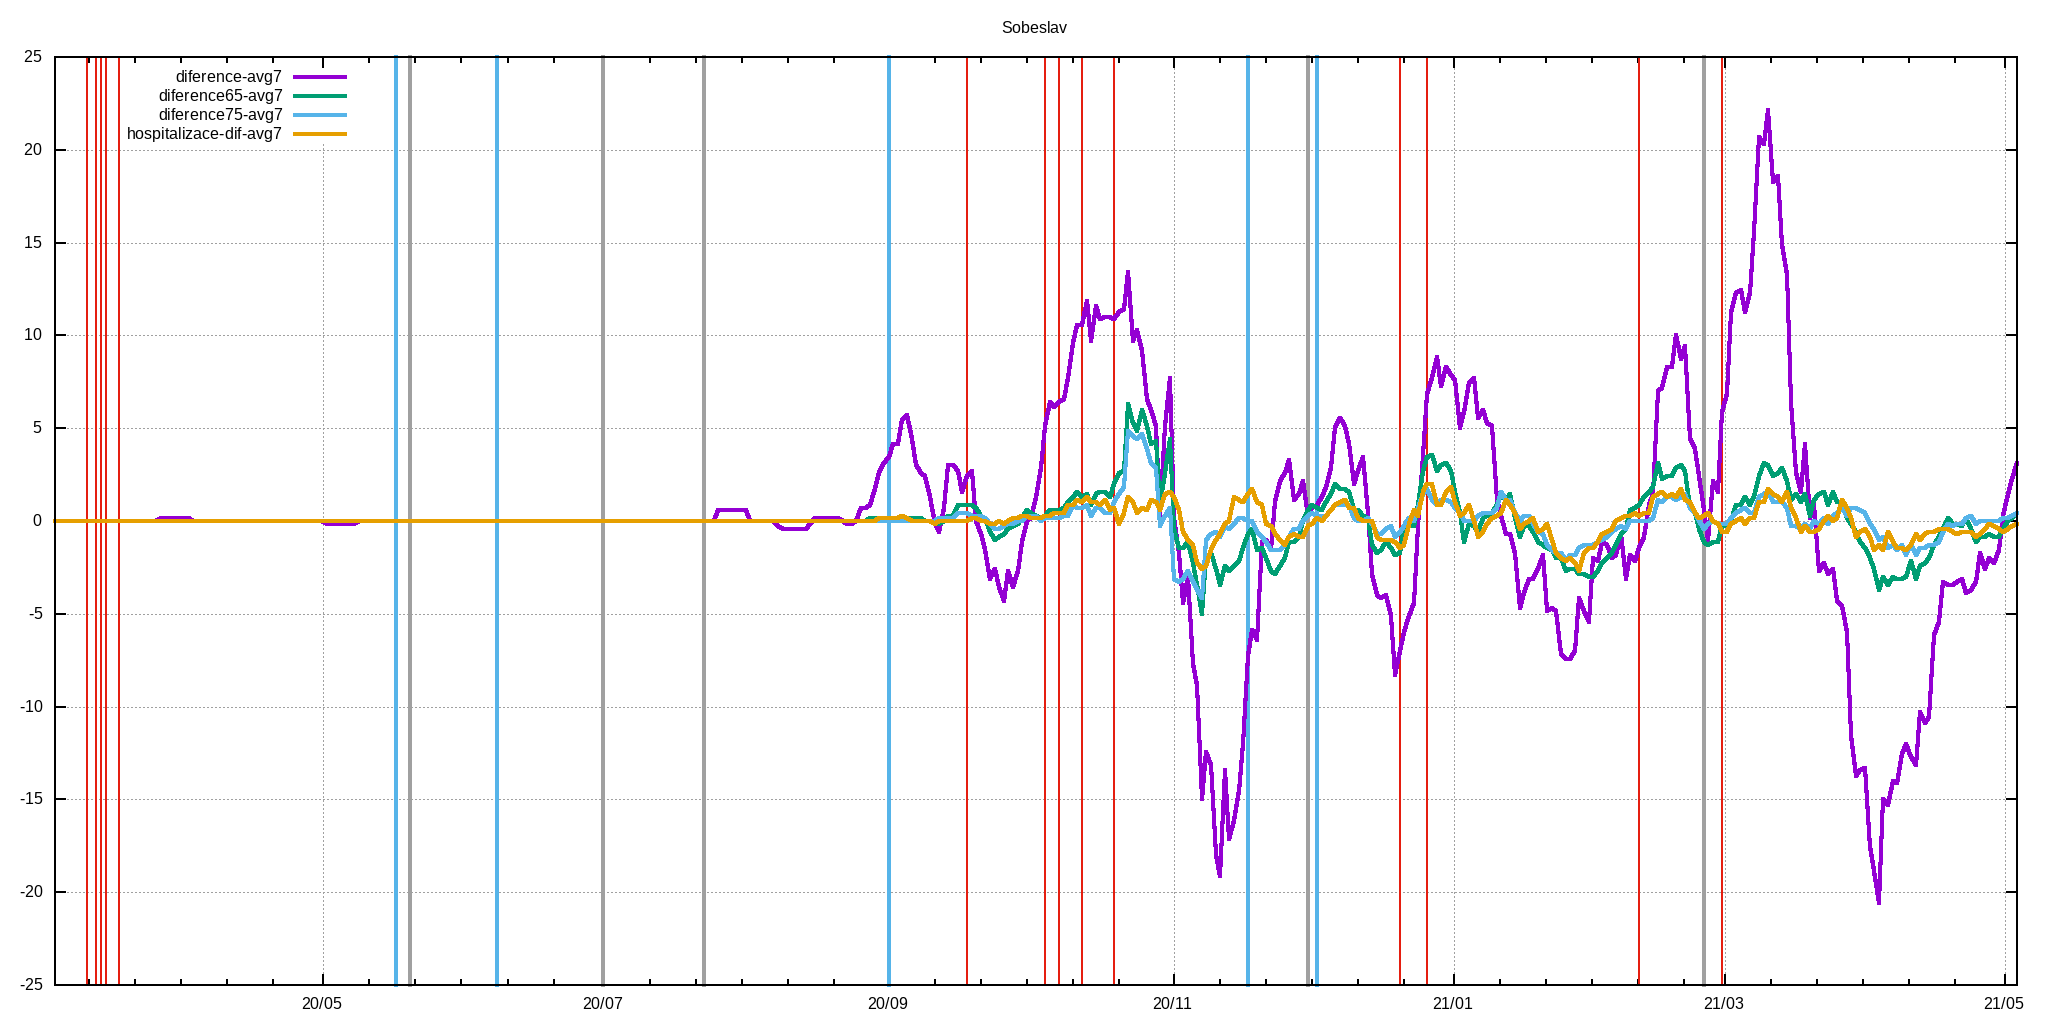 Sobeslav
25
diference-avg7
diference65-avg7
diference75-avg7
hospitalizace-dif-avg7
20
15
10
5
0
-5
-10
-15
-20
-25
20/05 20/07 20/09 20/11 21/01 21/03 21/05